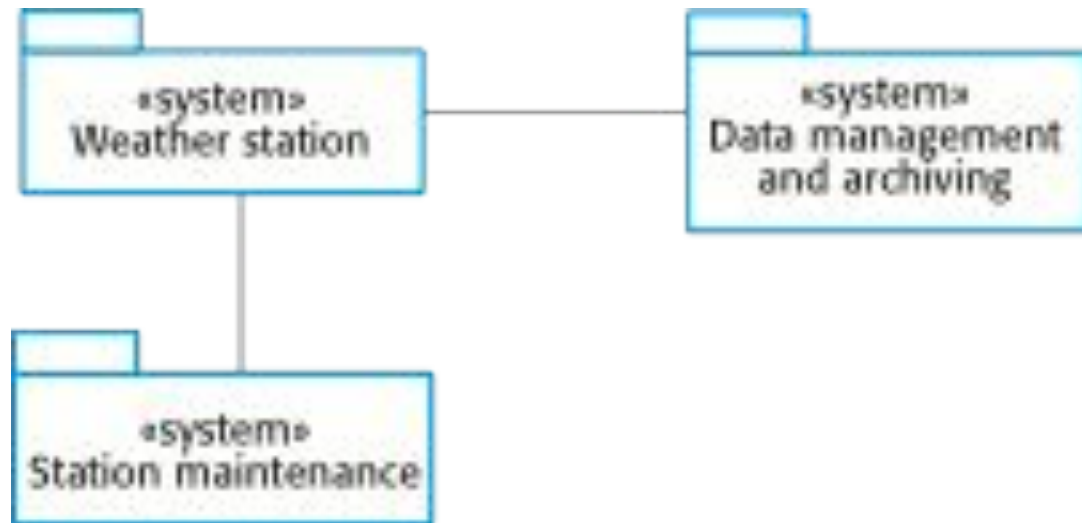 «system»
Weather station
«system»
Data management
and archiving
«system»
Station maintenance